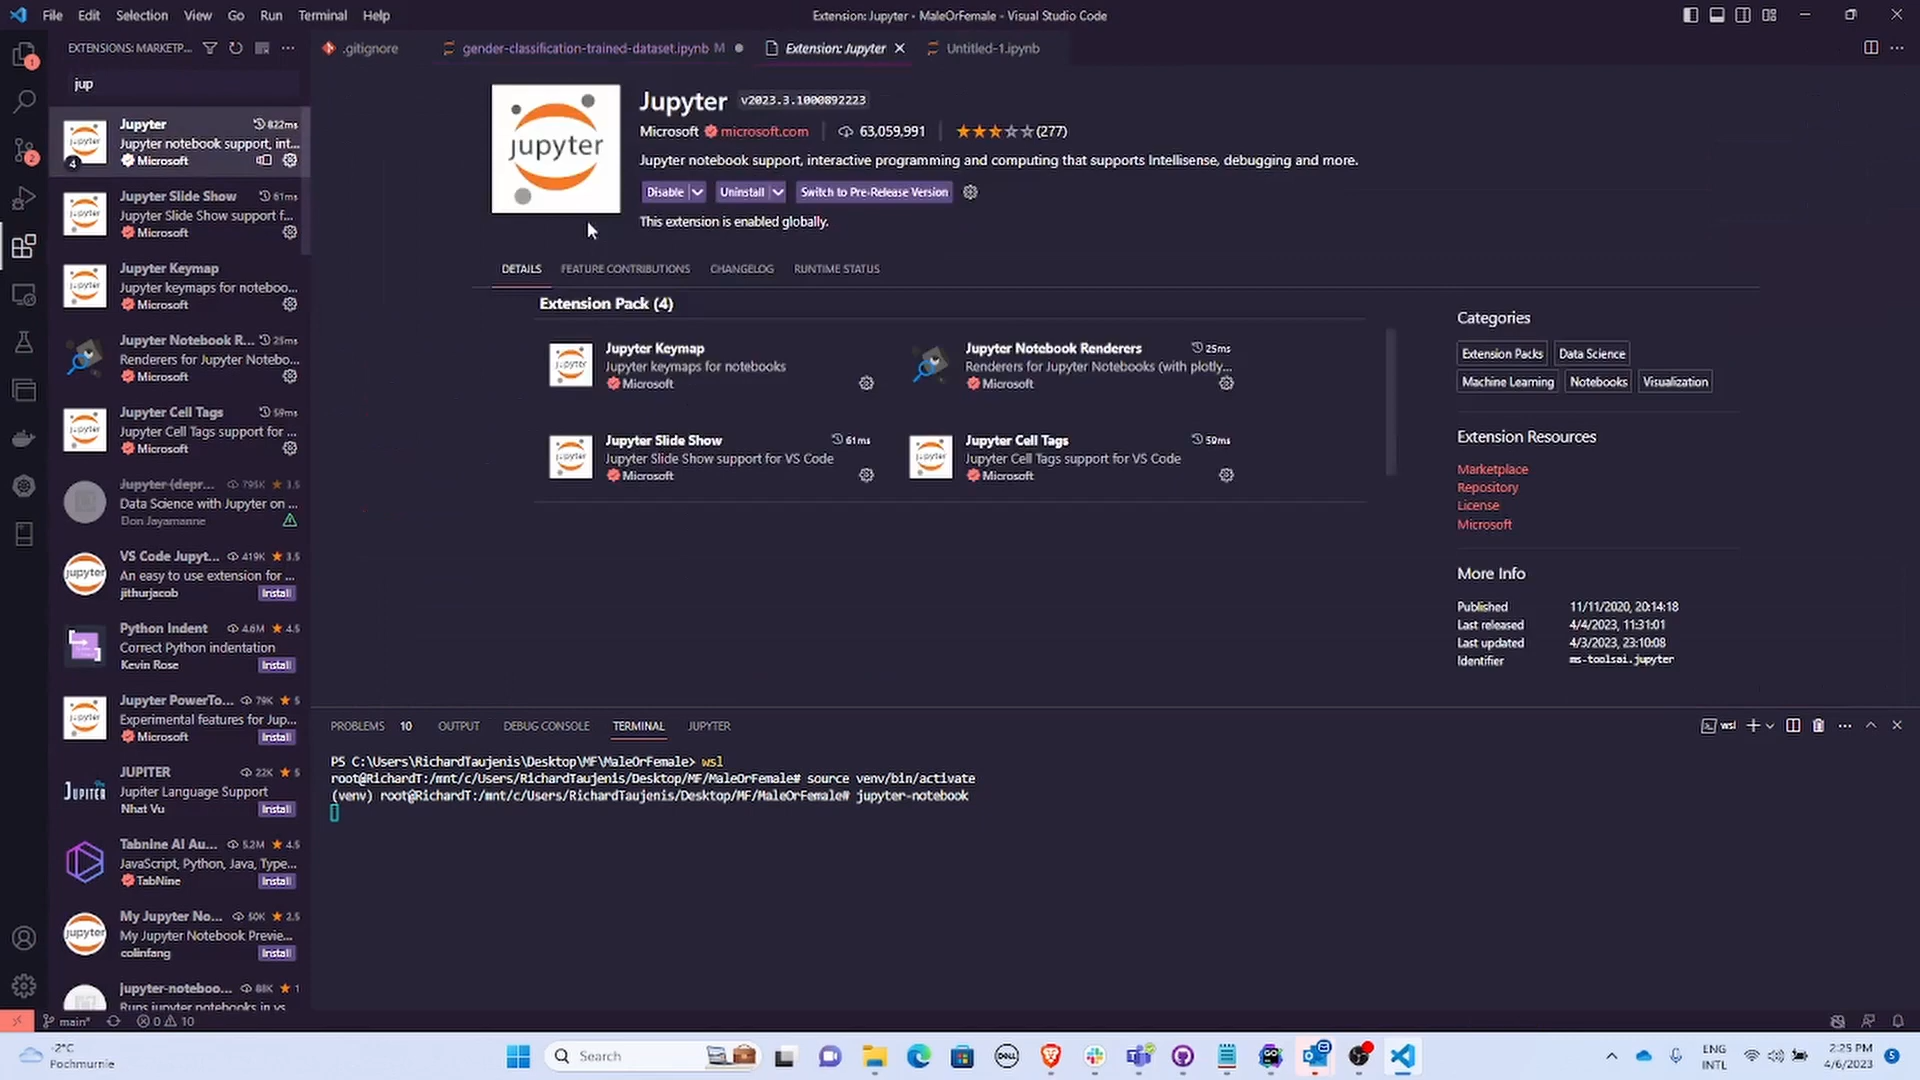 File Edit Selection View Go Run Terminal Help
Extension: Jupyter - MaleOrFemale - Visual Studio Code
EXTENSIONS: MARKETP...
.gitignore
gender-classification-trained-dataset.ipynb M
Extension: Jupyter
Untitled-1.ipynb
1
2
jup
Jupyter 822ms
Jupyter notebook support, int...
Microsoft
4
Jupyter Slide Show 61ms
Jupyter Slide Show support f...
Microsoft
Jupyter Keymap
Jupyter keymaps for noteboo...
Microsoft
Jupyter Notebook R... 25ms
Renderers for Jupyter Notebo...
Microsoft
Jupyter Cell Tags 59ms
Jupyter Cell Tags support for ...
Microsoft
Jupyter (depr... 795K 3.5
Data Science with Jupyter on ...
Don Jayamanne
VS Code Jupyt... 419K 3.5
An easy to use extension for ...
jithurjacob Install
Python Indent 4.6M 4.5
Correct Python indentation
Kevin Rose Install
Jupyter PowerTo... 79K 5
Experimental features for Jup...
Microsoft Install
JUPITER 22K 5
Jupiter Language Support
Nhat Vu Install
Tabnine AI Au... 5.2M 4.5
JavaScript, Python, Java, Type...
TabNine Install
My Jupyter No... 50K 2.5
My Jupyter Notebook Previe...
colinfang Install
jupyter-noteboo... 88K 1
Runs jupyter notebooks in vs
jupyter
Jupyter v2023.3.1000892223
Microsoft microsoft.com 63,059,991 (277)
Jupyter notebook support, interactive programming and computing that supports Intellisense, debugging and more.
Disable Uninstall Switch to Pre-Release Version
This extension is enabled globally.
DETAILS FEATURE CONTRIBUTIONS CHANGELOG RUNTIME STATUS
Extension Pack (4)
Jupyter Keymap
Jupyter keymaps for notebooks
Microsoft
Jupyter Notebook Renderers 25ms
Renderers for Jupyter Notebooks (with plotly...
Microsoft
Jupyter Slide Show 61ms
Jupyter Slide Show support for VS Code
Microsoft
Jupyter Cell Tags 59ms
Jupyter Cell Tags support for VS Code
Microsoft
Categories
Extension Packs Data Science
Machine Learning Notebooks Visualization
Extension Resources
Marketplace
Repository
License
Microsoft
More Info
Published 11/11/2020, 20:14:18
Last released 4/4/2023, 11:31:01
Last updated 4/3/2023, 23:10:08
Identifier ms-toolsai.jupyter
PROBLEMS 10 OUTPUT DEBUG CONSOLE TERMINAL JUPYTER
wsl
PS C:\Users\RichardTaujenis\Desktop\MF\MaleOrFemale> wsl
root@RichardT:/mnt/c/Users/RichardTaujenis/Desktop/MF/MaleOrFemale# source venv/bin/activate
(venv) root@RichardT:/mnt/c/Users/RichardTaujenis/Desktop/MF/MaleOrFemale# jupyter-notebook
main* 0 10
-2°C
Pochmurnie
Search
DELL
ENG
INTL
2:25 PM
4/6/2023
5